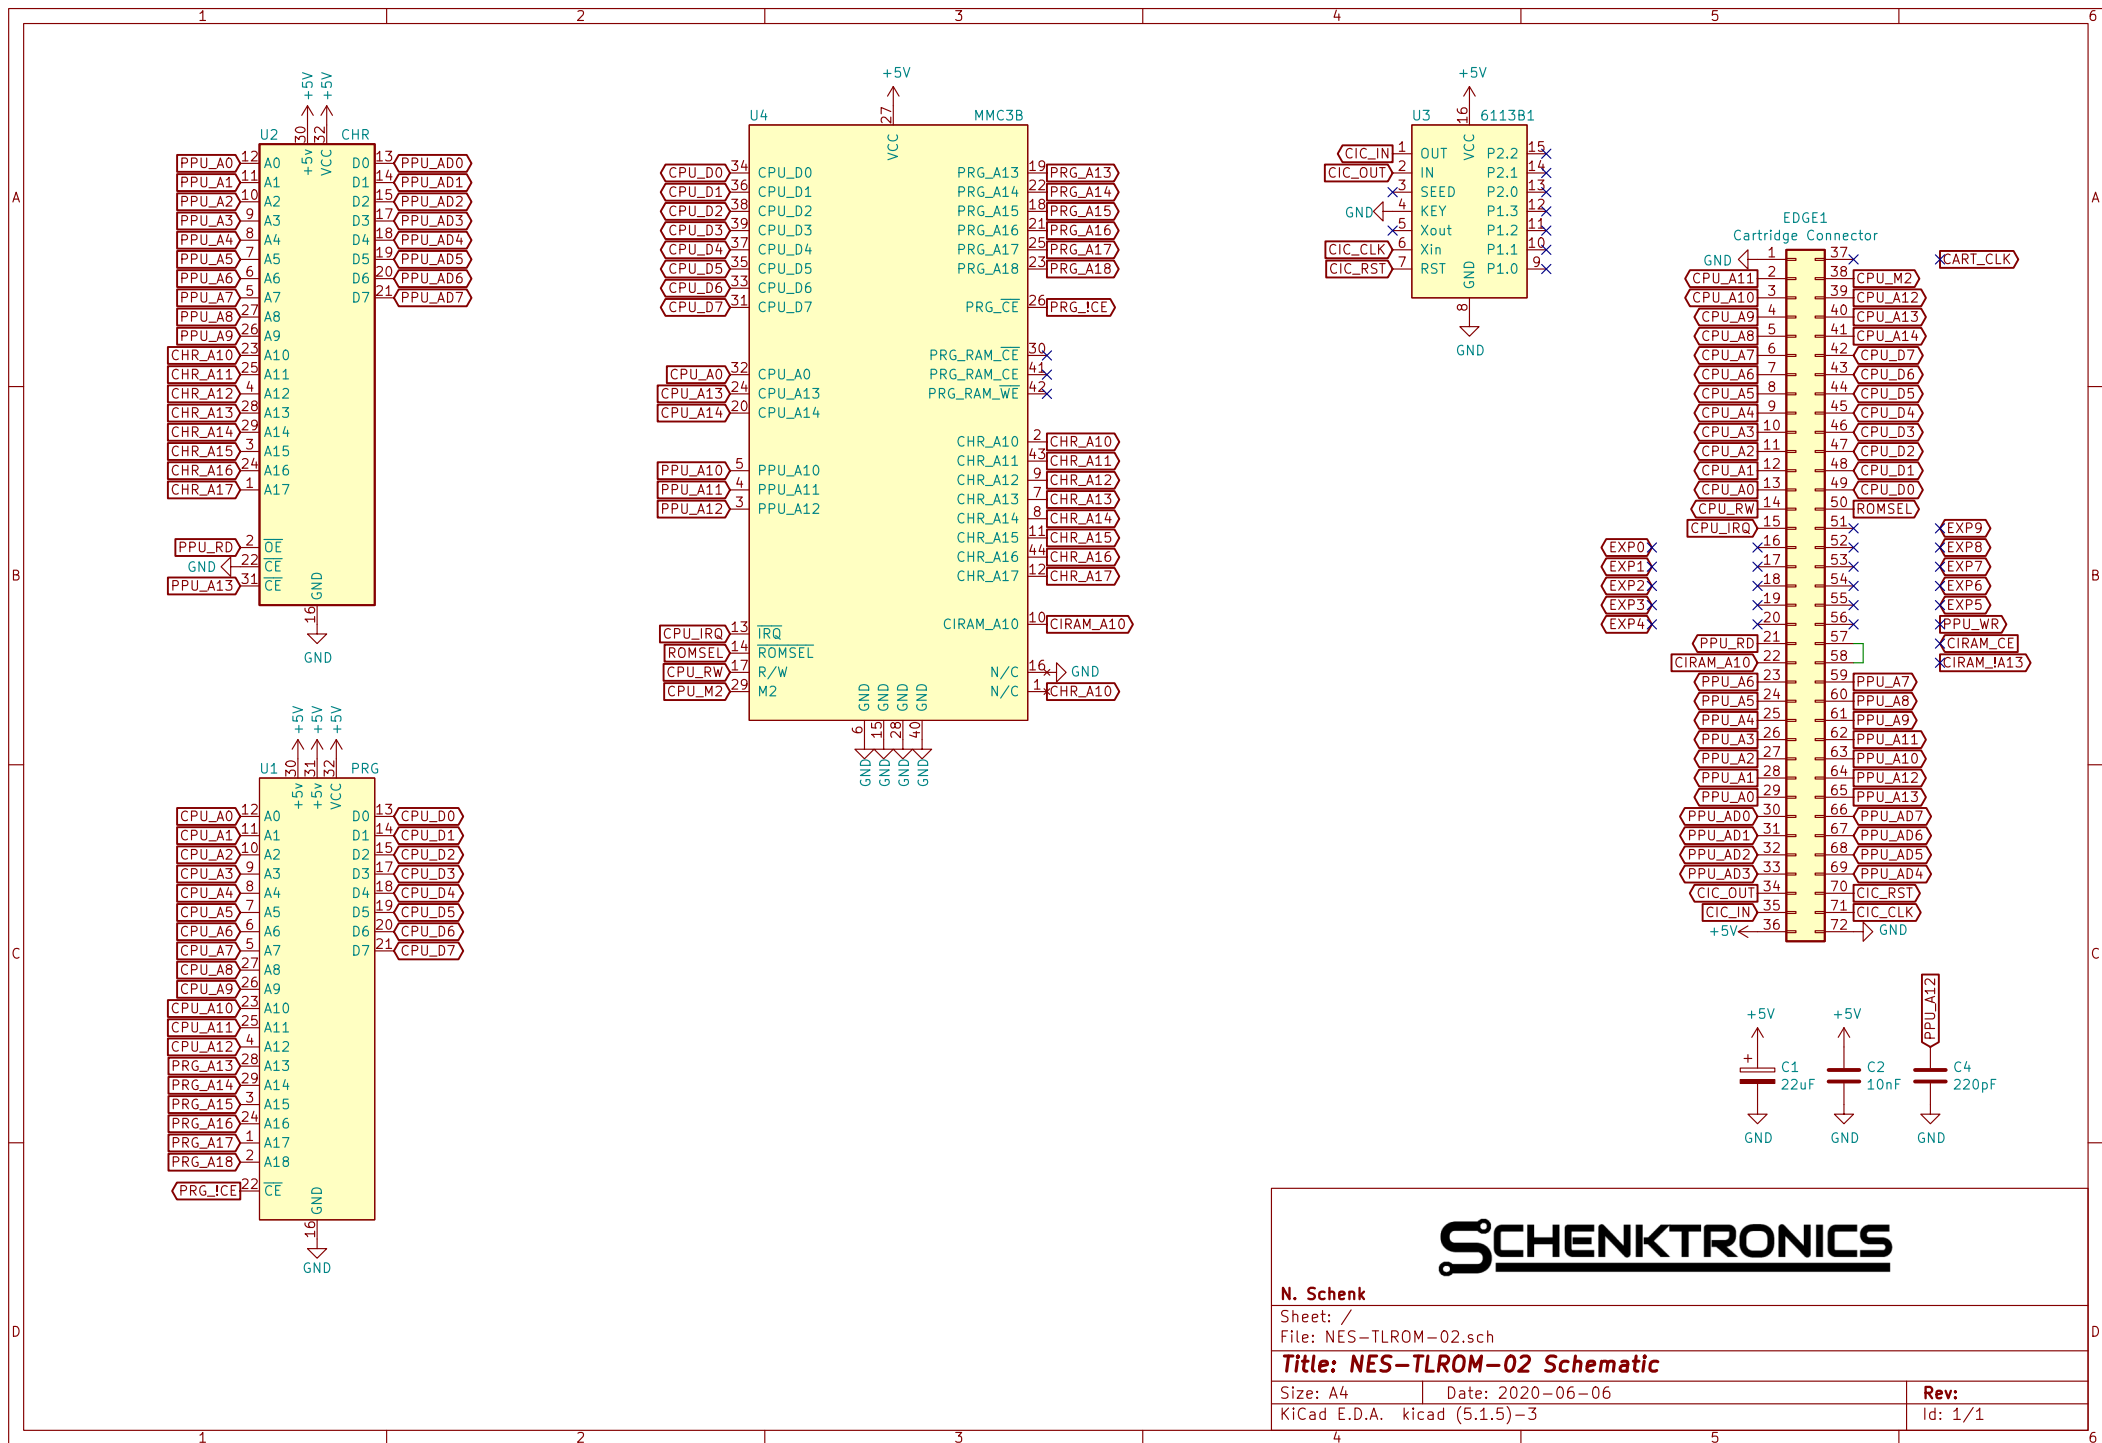 1 2 3 4 5 6
A
B
C
D
A
B
C
D
1 2 3 4 5 6
+5V +5V
30 32
U2 CHR
+5v VCC
PPU_A0 12 A0 D0 13 PPU_AD0
PPU_A1 11 A1 D1 14 PPU_AD1
PPU_A2 10 A2 D2 15 PPU_AD2
PPU_A3 9 A3 D3 17 PPU_AD3
PPU_A4 8 A4 D4 18 PPU_AD4
PPU_A5 7 A5 D5 19 PPU_AD5
PPU_A6 6 A6 D6 20 PPU_AD6
PPU_A7 5 A7 D7 21 PPU_AD7
PPU_A8 27 A8
PPU_A9 26 A9
CHR_A10 23 A10
CHR_A11 25 A11
CHR_A12 4 A12
CHR_A13 28 A13
CHR_A14 29 A14
CHR_A15 3 A15
CHR_A16 24 A16
CHR_A17 1 A17
PPU_RD 2 OE
GND 22 CE
PPU_A13 31 CE
GND
16
GND
+5V +5V +5V
30 31 32
U1 PRG
+5v +5v VCC
CPU_A0 12 A0 D0 13 CPU_D0
CPU_A1 11 A1 D1 14 CPU_D1
CPU_A2 10 A2 D2 15 CPU_D2
CPU_A3 9 A3 D3 17 CPU_D3
CPU_A4 8 A4 D4 18 CPU_D4
CPU_A5 7 A5 D5 19 CPU_D5
CPU_A6 6 A6 D6 20 CPU_D6
CPU_A7 5 A7 D7 21 CPU_D7
CPU_A8 27 A8
CPU_A9 26 A9
CPU_A10 23 A10
CPU_A11 25 A11
CPU_A12 4 A12
PRG_A13 28 A13
PRG_A14 29 A14
PRG_A15 3 A15
PRG_A16 24 A16
PRG_A17 1 A17
PRG_A18 2 A18
PRG_!CE 22 CE
GND
16
GND
+5V
27
U4 MMC3B
VCC
CPU_D0 34 CPU_D0 PRG_A13 19 PRG_A13
CPU_D1 36 CPU_D1 PRG_A14 22 PRG_A14
CPU_D2 38 CPU_D2 PRG_A15 18 PRG_A15
CPU_D3 39 CPU_D3 PRG_A16 21 PRG_A16
CPU_D4 37 CPU_D4 PRG_A17 25 PRG_A17
CPU_D5 35 CPU_D5 PRG_A18 23 PRG_A18
CPU_D6 33 CPU_D6
CPU_D7 31 CPU_D7 PRG_CE 26 PRG_!CE
PRG_RAM_CE 30
CPU_A0 32 CPU_A0 PRG_RAM_CE 41
CPU_A13 24 CPU_A13 PRG_RAM_WE 42
CPU_A14 20 CPU_A14
CHR_A10 2 CHR_A10
CHR_A11 43 CHR_A11
PPU_A10 5 PPU_A10 CHR_A12 9 CHR_A12
PPU_A11 4 PPU_A11 CHR_A13 7 CHR_A13
PPU_A12 3 PPU_A12 CHR_A14 8 CHR_A14
CHR_A15 11 CHR_A15
CHR_A16 44 CHR_A16
CHR_A17 12 CHR_A17
CIRAM_A10 10 CIRAM_A10
CPU_IRQ 13 IRQ
ROMSEL 14 ROMSEL
CPU_RW 17 R/W N/C 16 GND
CPU_M2 29 M2 N/C 1 CHR_A10
GND GND GND GND
6 15 28 40
GND GND GND GND
+5V
16
U3 6113B1
VCC
CIC_IN 1 OUT P2.2 15
CIC_OUT 2 IN P2.1 14
3 SEED P2.0 13
GND 4 KEY P1.3 12
5 Xout P1.2 11
CIC_CLK 6 Xin P1.1 10
CIC_RST 7 RST P1.0 9
GND
8
GND
EDGE1
Cartridge Connector
GND 1 37 CART_CLK
CPU_A11 2 38 CPU_M2
CPU_A10 3 39 CPU_A12
CPU_A9 4 40 CPU_A13
CPU_A8 5 41 CPU_A14
CPU_A7 6 42 CPU_D7
CPU_A6 7 43 CPU_D6
CPU_A5 8 44 CPU_D5
CPU_A4 9 45 CPU_D4
CPU_A3 10 46 CPU_D3
CPU_A2 11 47 CPU_D2
CPU_A1 12 48 CPU_D1
CPU_A0 13 49 CPU_D0
CPU_RW 14 50 ROMSEL
CPU_IRQ 15 51 EXP9
EXP0 16 52 EXP8
EXP1 17 53 EXP7
EXP2 18 54 EXP6
EXP3 19 55 EXP5
EXP4 20 56 PPU_WR
PPU_RD 21 57 CIRAM_CE
CIRAM_A10 22 58 CIRAM_!A13
PPU_A6 23 59 PPU_A7
PPU_A5 24 60 PPU_A8
PPU_A4 25 61 PPU_A9
PPU_A3 26 62 PPU_A11
PPU_A2 27 63 PPU_A10
PPU_A1 28 64 PPU_A12
PPU_A0 29 65 PPU_A13
PPU_AD0 30 66 PPU_AD7
PPU_AD1 31 67 PPU_AD6
PPU_AD2 32 68 PPU_AD5
PPU_AD3 33 69 PPU_AD4
CIC_OUT 34 70 CIC_RST
CIC_IN 35 71 CIC_CLK
+5V 36 72 GND
+5V +5V PPU_A12
+ C1 C2 C4
22uF 10nF 220pF
GND GND GND
SCHENKTRONICS
N. Schenk
Sheet: /
File: NES-TLROM-02.sch
Title: NES-TLROM-02 Schematic
Size: A4 Date: 2020-06-06 Rev:
KiCad E.D.A. kicad (5.1.5)-3 Id: 1/1